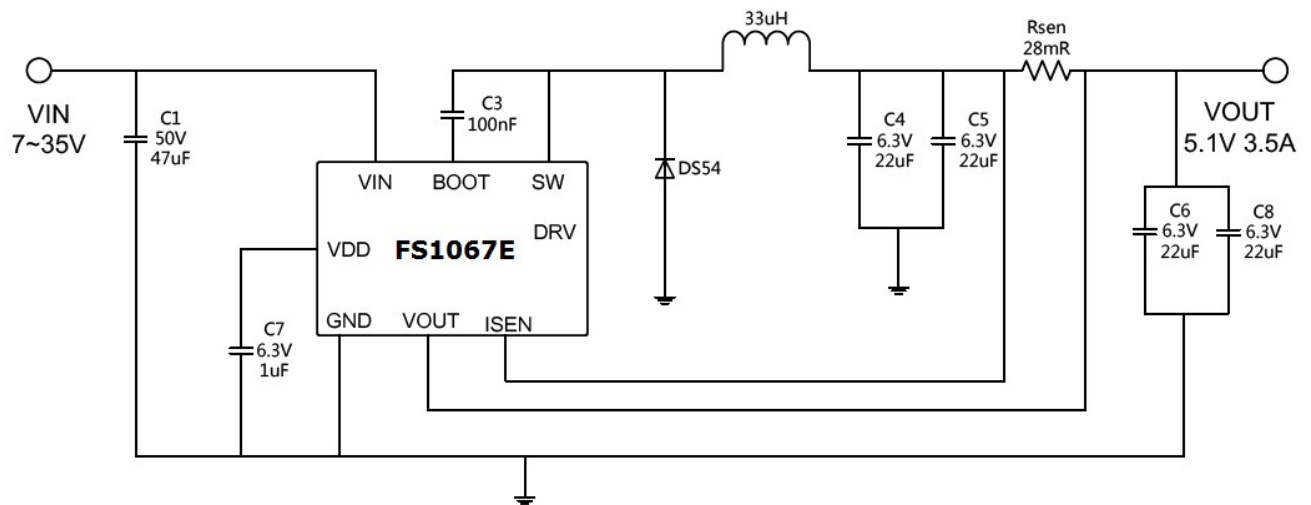 33uH
Rsen
28mR
VIN
7~35V
C1
50V
47uF
C3
100nF
C4
6.3V
22uF
C5
6.3V
22uF
VOUT
5.1V 3.5A
VIN
BOOT
SW
DS54
DRV
VDD
FS1067E
C6
6.3V
22uF
C8
6.3V
22uF
GND
VOUT
ISEN
C7
6.3V
1uF